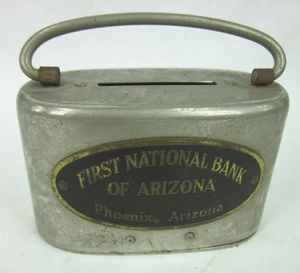 FIRST NATIONAL BANK
OF ARIZONA
Phoenix, Arizona